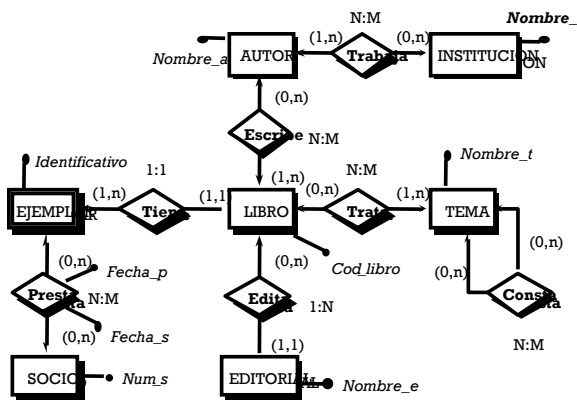 N:M
Nombre_
Nombre_a
AUTOR
(1,n)
Trabaja
(0,n)
INSTITUCION
(0,n)
Escribe
N:M
Identificativo
1:1
N:M
Nombre_t
(1,n)
EJEMPLAR
(1,n)
Tiene
(1,1)
LIBRO
(0,n)
Trata
(1,n)
TEMA
(0,n)
Cod_libro
(0,n)
(0,n)
Fecha_p
(0,n)
Presta
N:M
Edita
1:N
Consta
Fecha_s
(0,n)
(1,1)
N:M
SOCIO
Num_s
EDITORIAL
Nombre_e